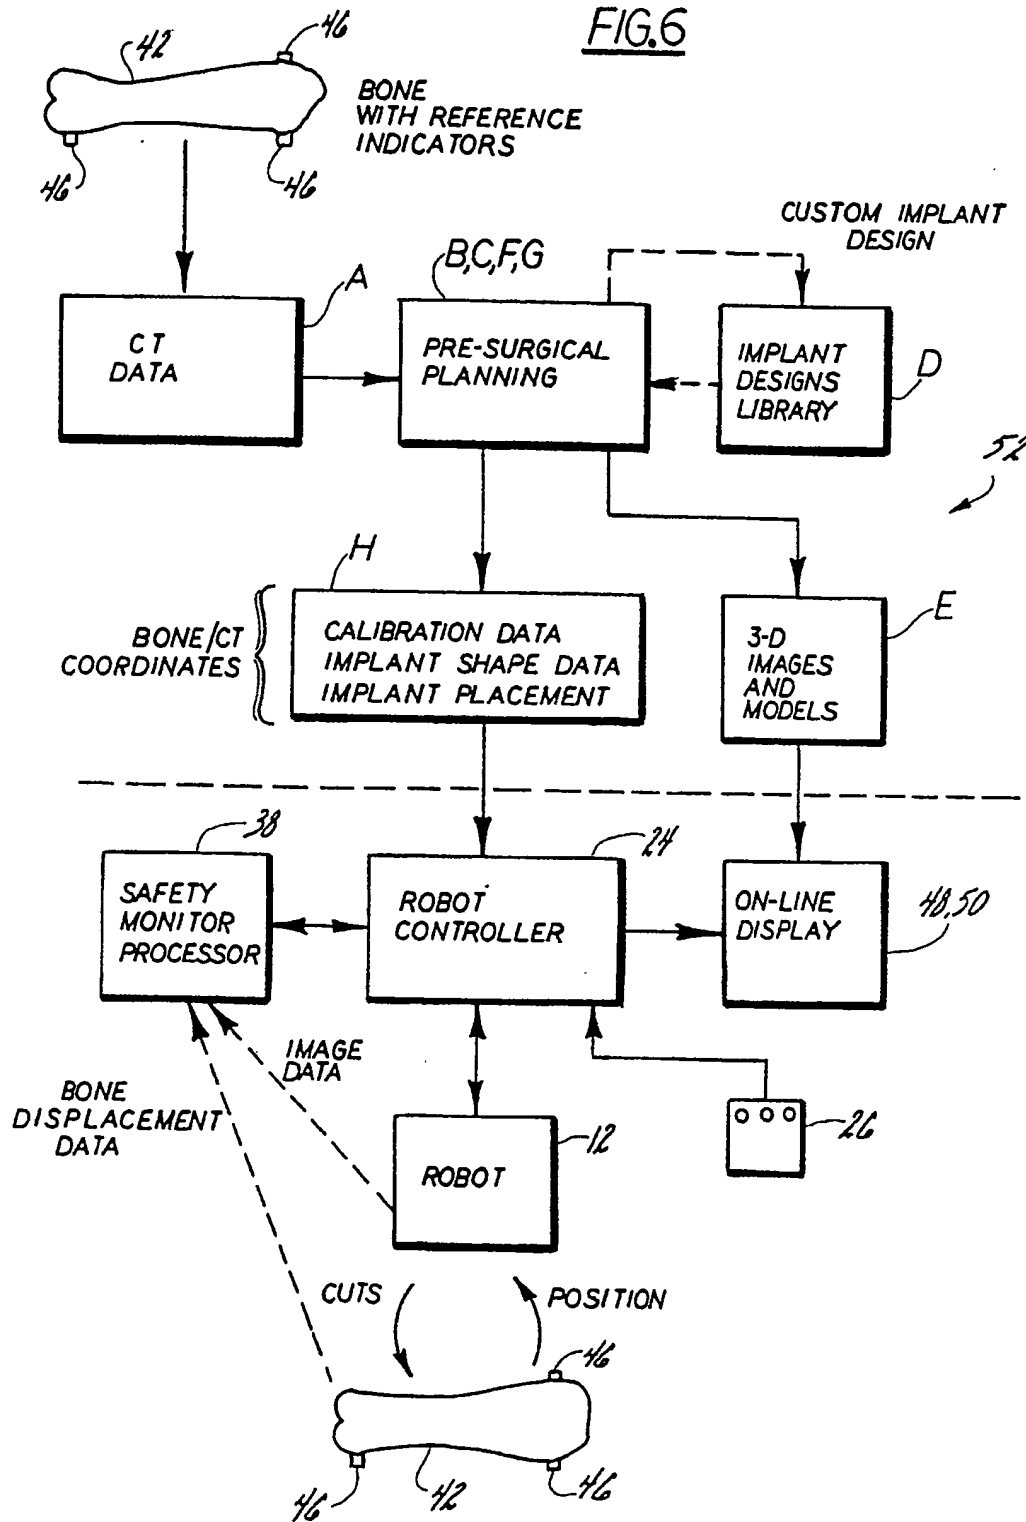 FIG.6
42
46
BONE
WITH REFERENCE
INDICATORS
46
46
CUSTOM IMPLANT
DESIGN
A
B,C,F,G
CT
DATA
PRE-SURGICAL
PLANNING
IMPLANT
DESIGNS
LIBRARY
D
52
H
BONE/CT
COORDINATES
CALIBRATION DATA
IMPLANT SHAPE DATA
IMPLANT PLACEMENT
3-D
IMAGES
AND
MODELS
E
38
24
SAFETY
MONITOR
PROCESSOR
ROBOT
CONTROLLER
ON-LINE
DISPLAY
48,50
IMAGE
DATA
BONE
DISPLACEMENT
DATA
26
12
ROBOT
CUTS
POSITION
46
46
42
46